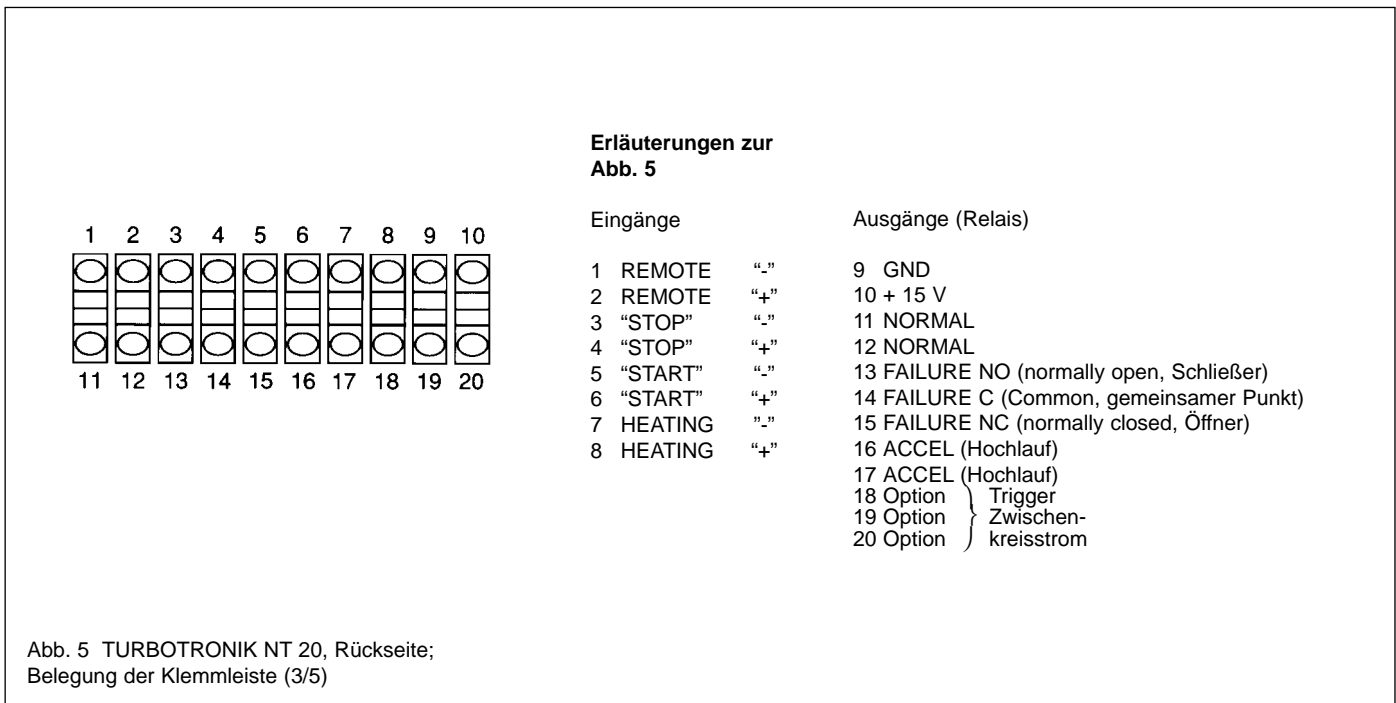 Erläuterungen zur
Abb. 5
1 2 3 4 5 6 7 8 9 10
11 12 13 14 15 16 17 18 19 20
Eingänge
1 REMOTE “-”
2 REMOTE “+”
3 “STOP” “-”
4 “STOP” “+”
5 “START” “-”
6 “START” “+”
7 HEATING ”-”
8 HEATING “+”
Ausgänge (Relais)
9 GND
10 + 15 V
11 NORMAL
12 NORMAL
13 FAILURE NO (normally open, Schließer)
14 FAILURE C (Common, gemeinsamer Punkt)
15 FAILURE NC (normally closed, Öffner)
16 ACCEL (Hochlauf)
17 ACCEL (Hochlauf)
18 Option Trigger
19 Option Zwischen-
20 Option kreisstrom
Abb. 5 TURBOTRONIK NT 20, Rückseite;
Belegung der Klemmleiste (3/5)